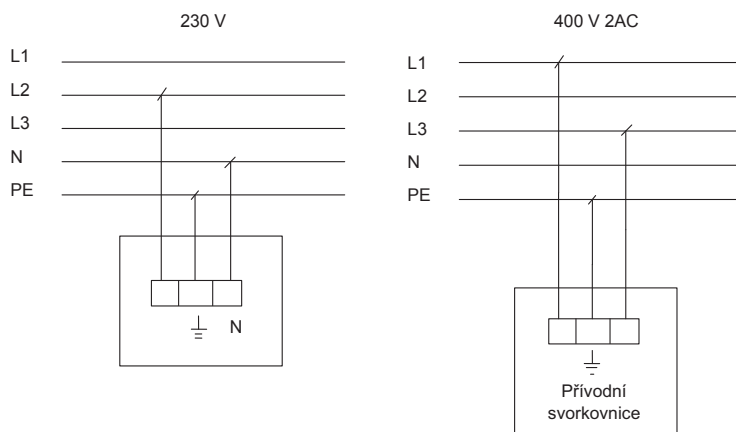 230 V
L1
L2
L3
N
PE
N
400 V 2AC
L1
L2
L3
N
PE
Přívodní
svorkovnice